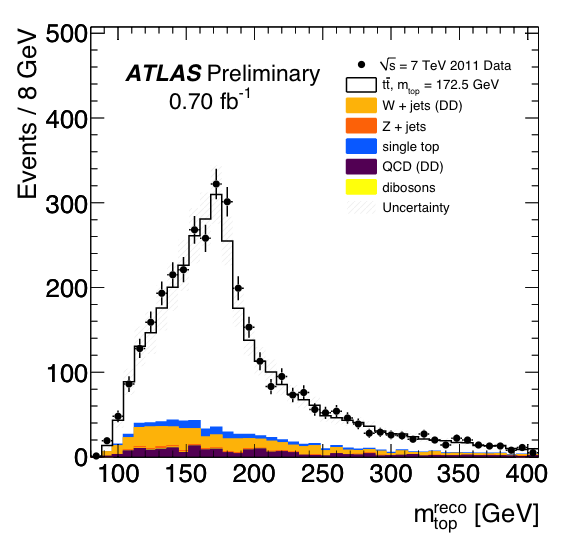 Events / 8 GeV
500
400
300
200
100
0
ATLAS Preliminary
0.70 fb⁻¹
√s = 7 TeV 2011 Data
tt̄, m_top = 172.5 GeV
W + jets (DD)
Z + jets
single top
QCD (DD)
dibosons
Uncertainty
100 150 200 250 300 350 400
m_top^reco [GeV]